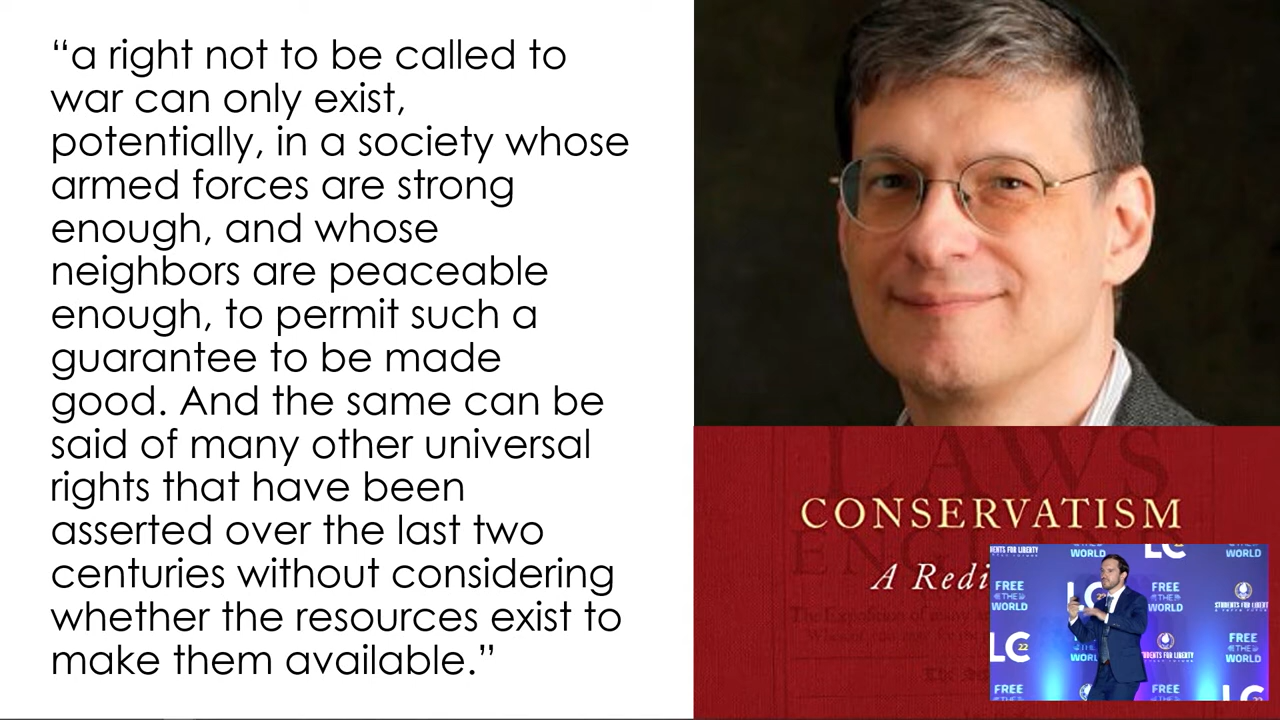 “a right not to be called to
war can only exist,
potentially, in a society whose
armed forces are strong
enough, and whose
neighbors are peaceable
enough, to permit such a
guarantee to be made
good. And the same can be
said of many other universal
rights that have been
asserted over the last two
centuries without considering
whether the resources exist to
make them available.”
LAWS
CONSERVATISM
A Redi
FREE
THE
WORLD
STUDENTS FOR LIBERTY
LC
22